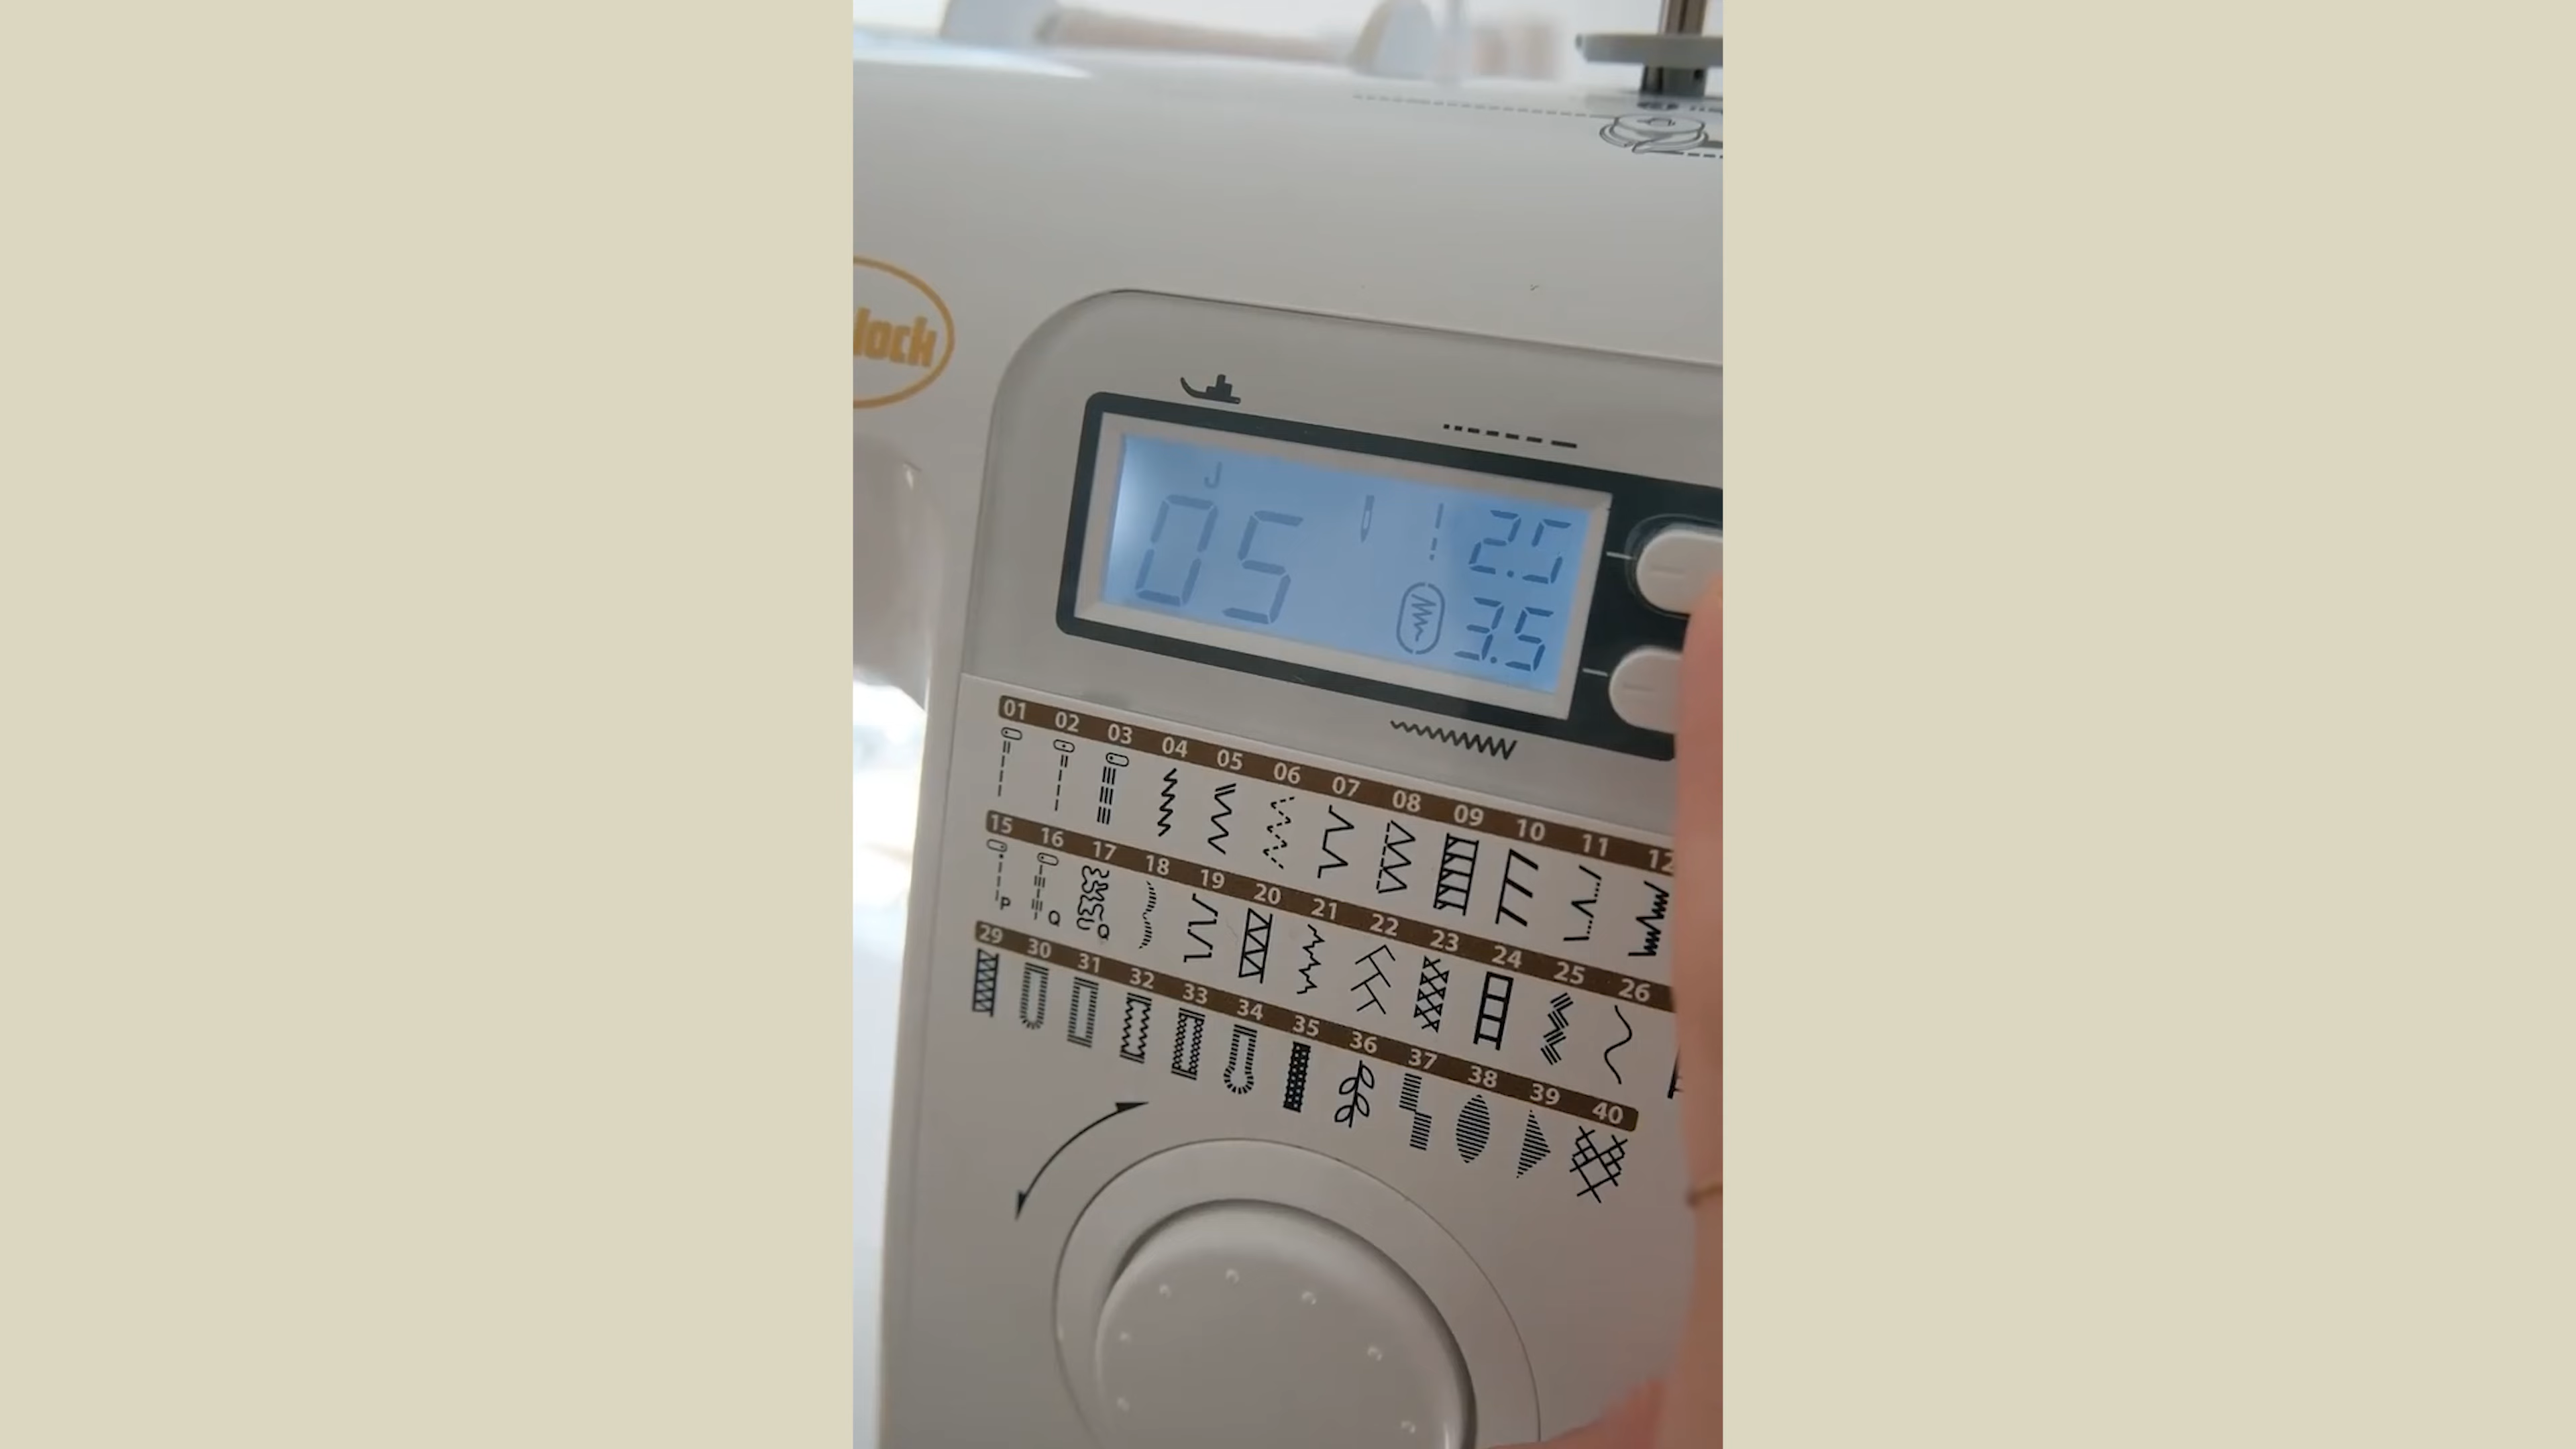 lock
J
05 2.5
3.5
01 02 03 04 05 06 07 08 09 10 11 12
15 16 17 18 19 20 21 22 23 24 25 26
P Q Q
29 30 31 32 33 34 35 36 37 38 39 40